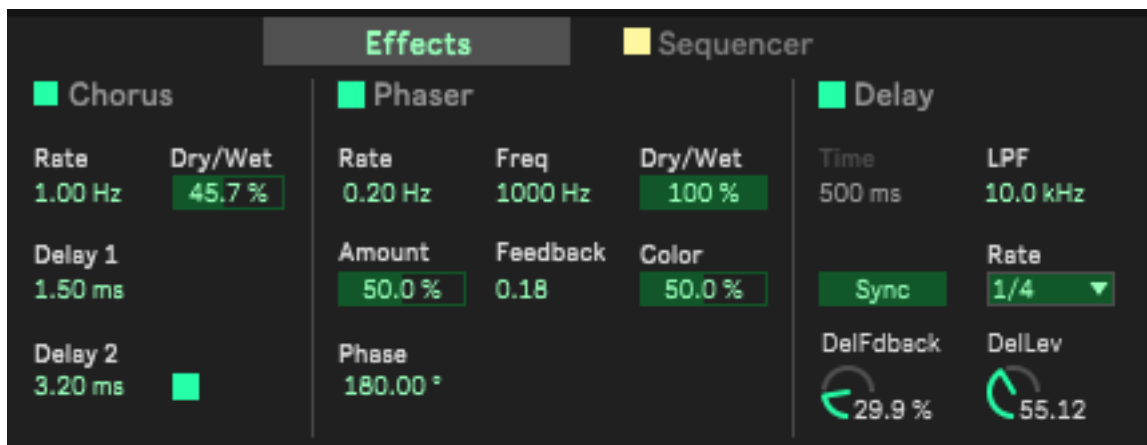 Effects
Sequencer
Chorus
Rate Dry/Wet
1.00 Hz 45.7 %
Delay 1
1.50 ms
Delay 2
3.20 ms
Phaser
Rate Freq Dry/Wet
0.20 Hz 1000 Hz 100 %
Amount Feedback Color
50.0 % 0.18 50.0 %
Phase
180.00 °
Delay
Time LPF
500 ms 10.0 kHz
Rate
Sync 1/4
DelFdback DelLev
29.9 % 55.12